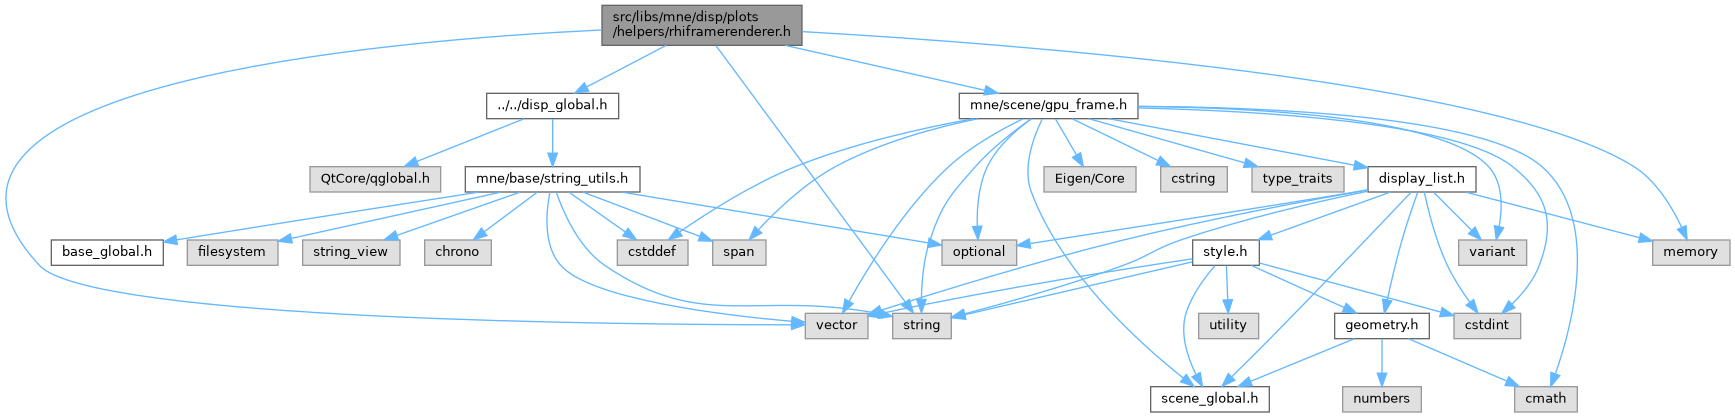 src/libs/mne/disp/plots
/helpers/rhiframerenderer.h
../../disp_global.h
mne/scene/gpu_frame.h
QtCore/qglobal.h
mne/base/string_utils.h
Eigen/Core
cstring
type_traits
display_list.h
base_global.h
filesystem
string_view
chrono
cstddef
span
optional
style.h
variant
memory
vector
string
utility
geometry.h
cstdint
scene_global.h
numbers
cmath